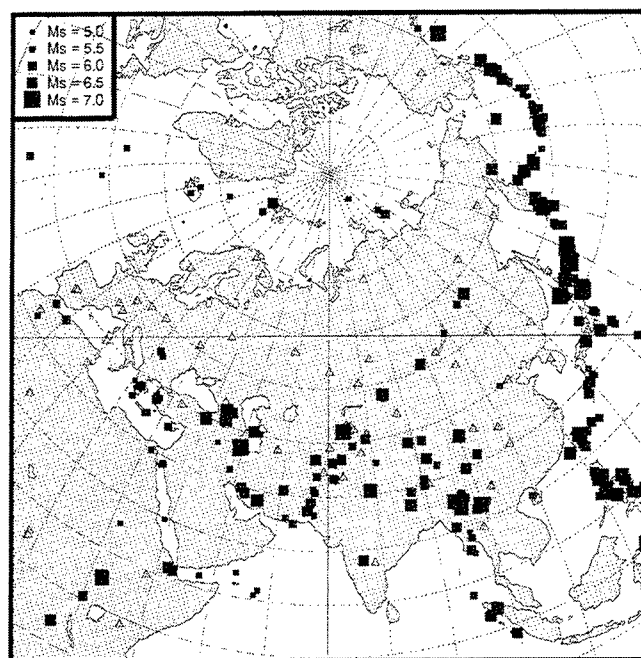 Ms = 5.0
Ms = 5.5
Ms = 6.0
Ms = 6.5
Ms = 7.0